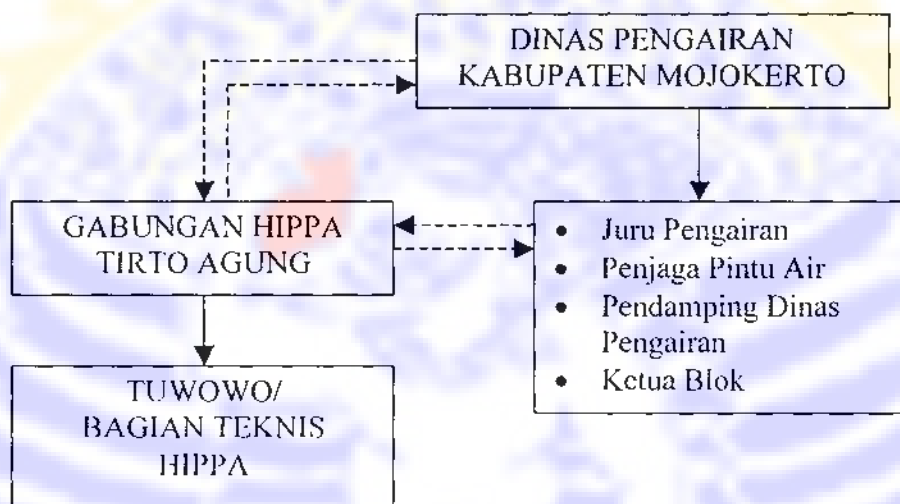 DINAS PENGAIRAN
KABUPATEN MOJOKERTO
GABUNGAN HIPPA
TIRTO AGUNG
• Juru Pengairan
• Penjaga Pintu Air
• Pendamping Dinas
Pengairan
• Ketua Blok
TUWOWO/
BAGIAN TEKNIS
HIPPA